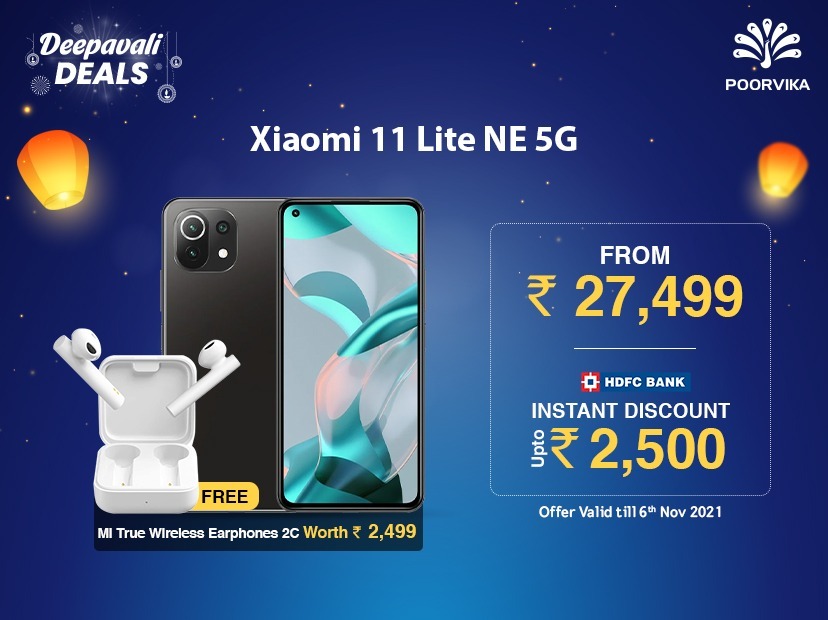 Deepavali
DEALS
POORVIKA
Xiaomi 11 Lite NE 5G
FROM
₹ 27,499
HDFC BANK
INSTANT DISCOUNT
Upto ₹ 2,500
FREE
MI True Wireless Earphones 2C Worth ₹ 2,499
Offer Valid till 6th Nov 2021